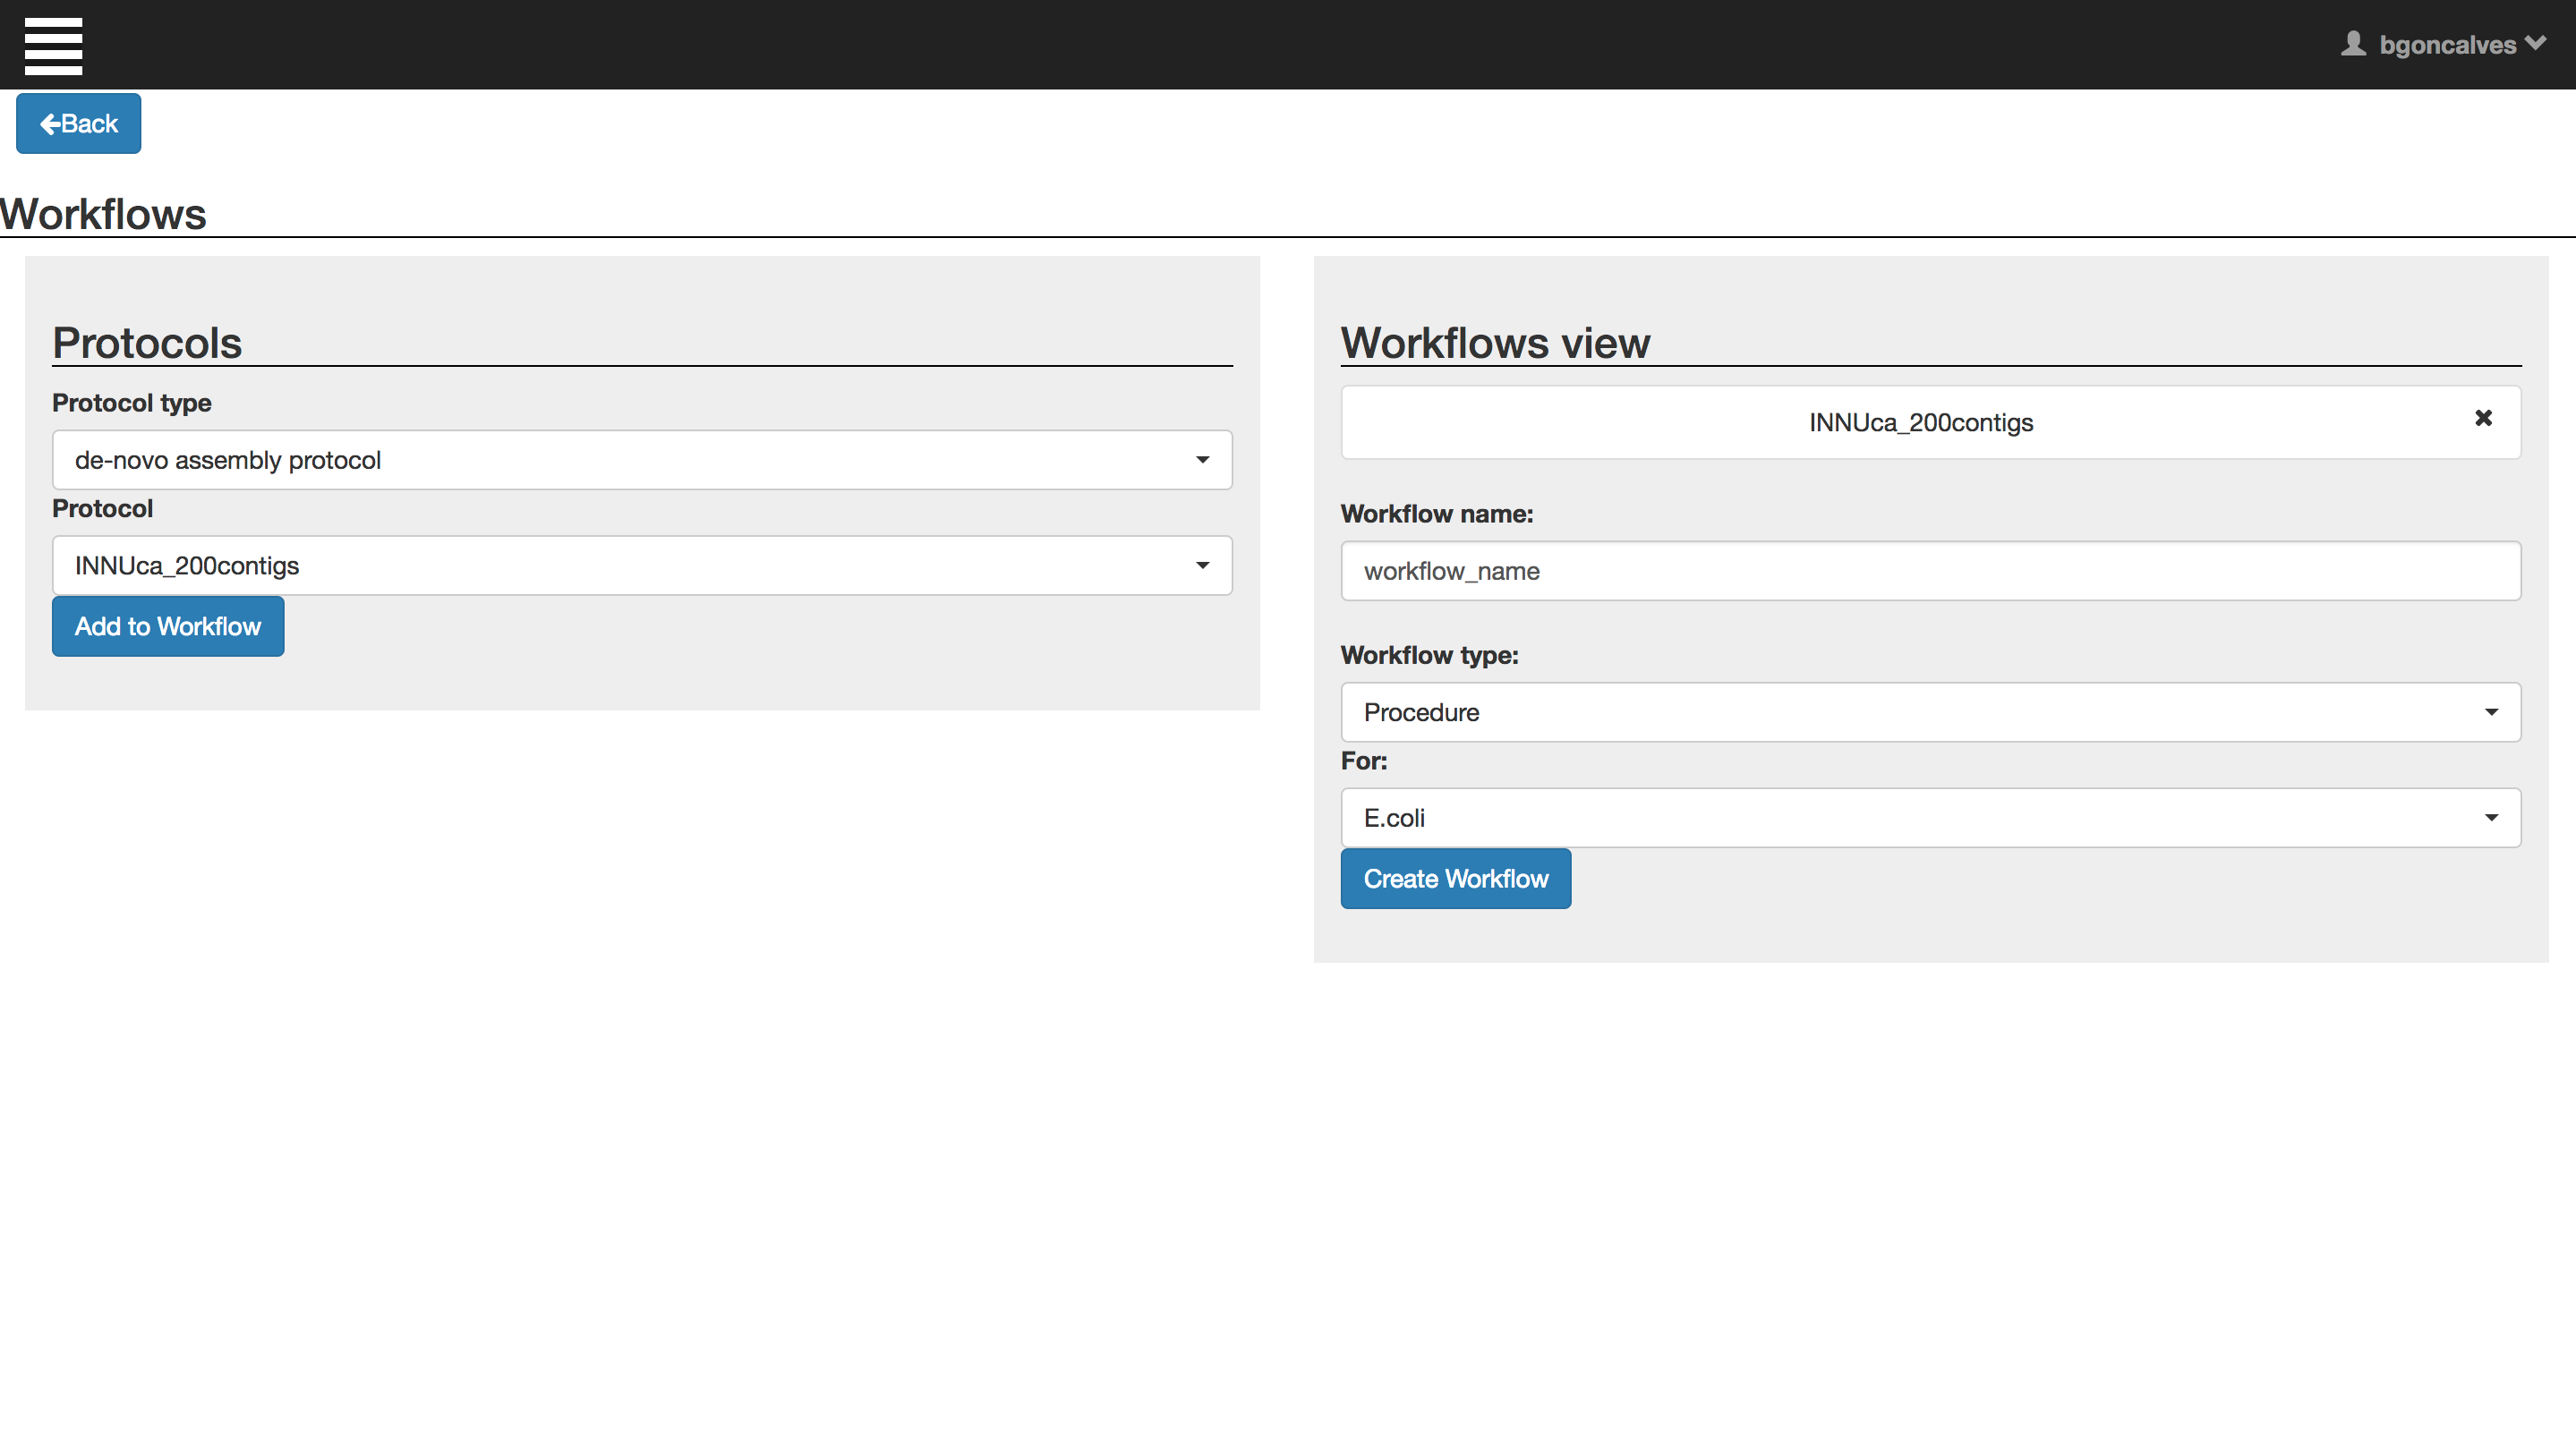 bgoncalves
Back
Workflows
Protocols
Protocol type
de-novo assembly protocol
Protocol
INNUca_200contigs
Add to Workflow
Workflows view
INNUca_200contigs
Workflow name:
workflow_name
Workflow type:
Procedure
For:
E.coli
Create Workflow